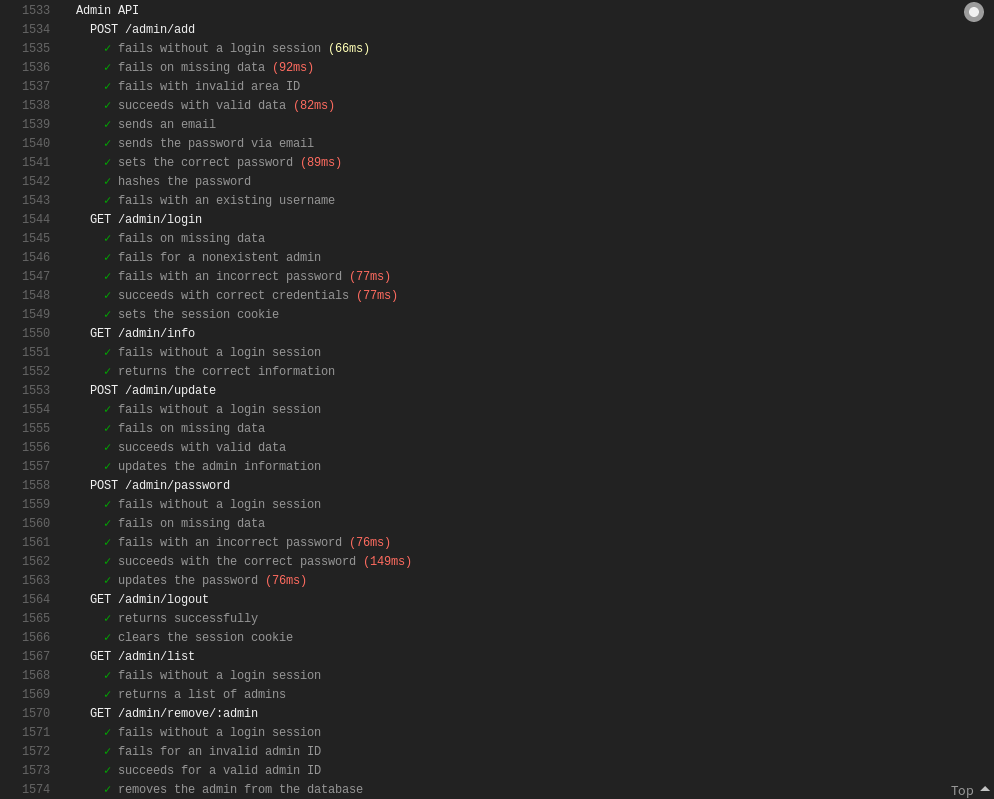 1533 Admin API
1534 POST /admin/add
1535 ✓ fails without a login session (66ms)
1536 ✓ fails on missing data (92ms)
1537 ✓ fails with invalid area ID
1538 ✓ succeeds with valid data (82ms)
1539 ✓ sends an email
1540 ✓ sends the password via email
1541 ✓ sets the correct password (89ms)
1542 ✓ hashes the password
1543 ✓ fails with an existing username
1544 GET /admin/login
1545 ✓ fails on missing data
1546 ✓ fails for a nonexistent admin
1547 ✓ fails with an incorrect password (77ms)
1548 ✓ succeeds with correct credentials (77ms)
1549 ✓ sets the session cookie
1550 GET /admin/info
1551 ✓ fails without a login session
1552 ✓ returns the correct information
1553 POST /admin/update
1554 ✓ fails without a login session
1555 ✓ fails on missing data
1556 ✓ succeeds with valid data
1557 ✓ updates the admin information
1558 POST /admin/password
1559 ✓ fails without a login session
1560 ✓ fails on missing data
1561 ✓ fails with an incorrect password (76ms)
1562 ✓ succeeds with the correct password (149ms)
1563 ✓ updates the password (76ms)
1564 GET /admin/logout
1565 ✓ returns successfully
1566 ✓ clears the session cookie
1567 GET /admin/list
1568 ✓ fails without a login session
1569 ✓ returns a list of admins
1570 GET /admin/remove/:admin
1571 ✓ fails without a login session
1572 ✓ fails for an invalid admin ID
1573 ✓ succeeds for a valid admin ID
1574 ✓ removes the admin from the database
Top